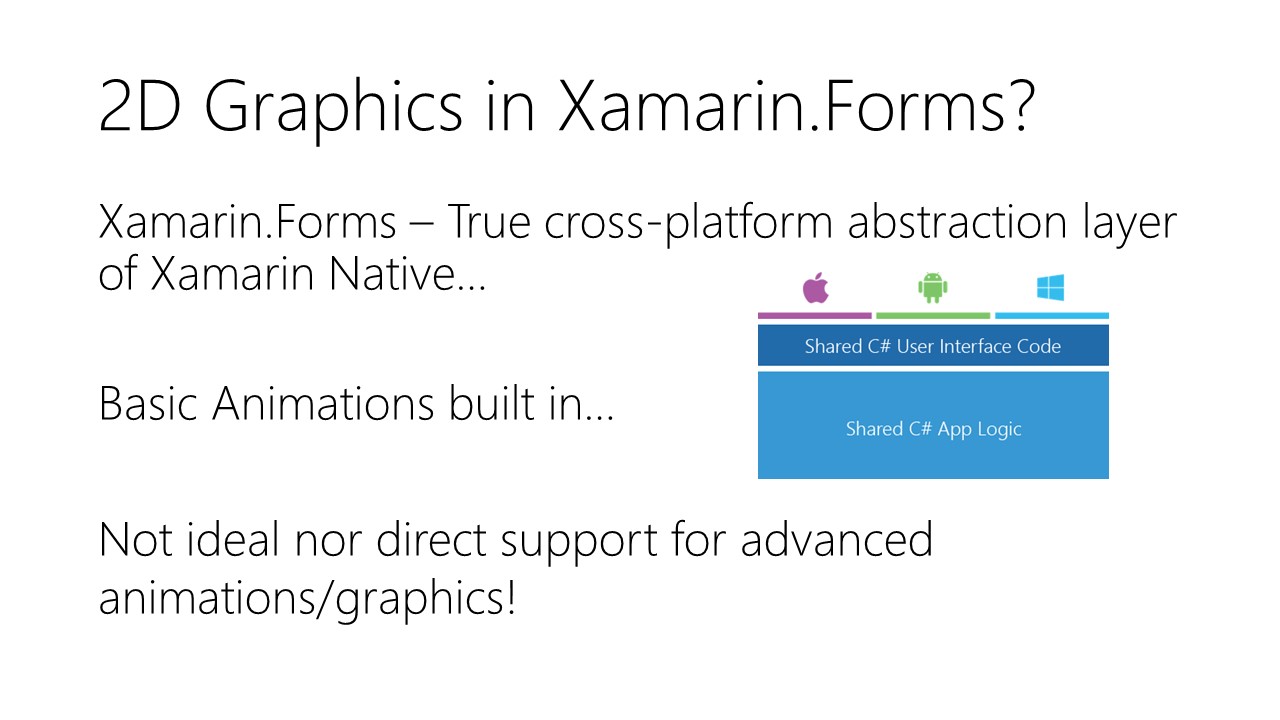 2D Graphics in Xamarin.Forms?
Xamarin.Forms – True cross-platform abstraction layer
of Xamarin Native...
Shared C# User Interface Code
Basic Animations built in...
Shared C# App Logic
Not ideal nor direct support for advanced
animations/graphics!